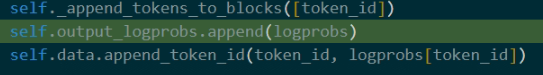 self._append_tokens_to_blocks([token_id])
self.output_logprobs.append(logprobs)
self.data.append_token_id(token_id, logprobs[token_id])